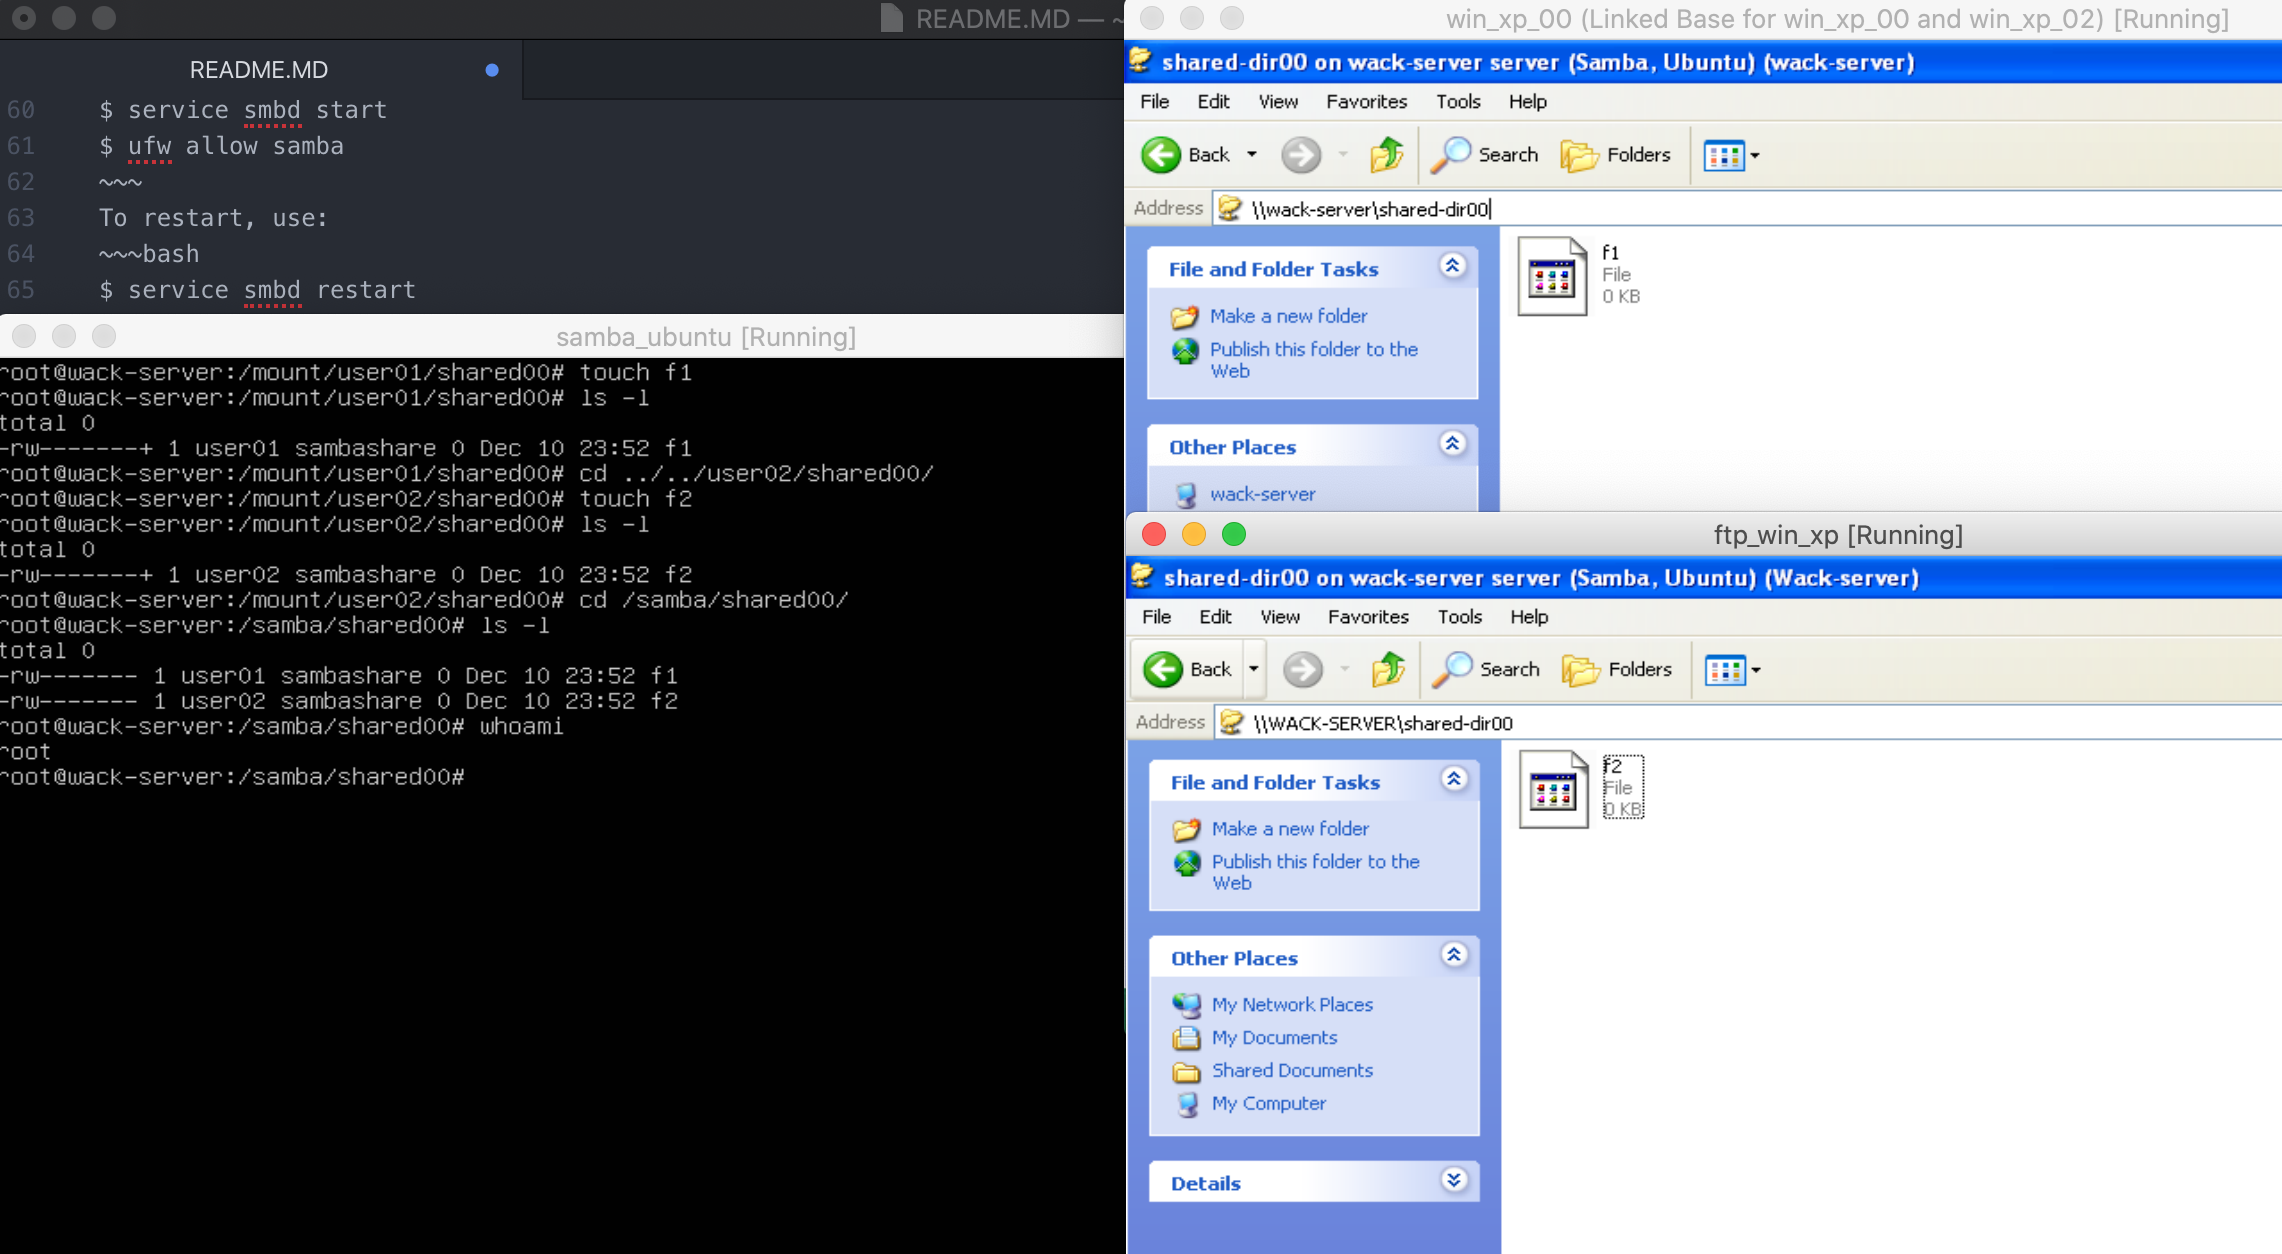 README.MD — ~
README.MD
60 $ service smbd start
61 $ ufw allow samba
62 ~~~
63 To restart, use:
64 ~~~bash
65 $ service smbd restart
samba_ubuntu [Running]
root@wack-server:/mount/user01/shared00# touch f1
root@wack-server:/mount/user01/shared00# ls -l
total 0
-rw-------+ 1 user01 sambashare 0 Dec 10 23:52 f1
root@wack-server:/mount/user01/shared00# cd ../../user02/shared00/
root@wack-server:/mount/user02/shared00# touch f2
root@wack-server:/mount/user02/shared00# ls -l
total 0
-rw-------+ 1 user02 sambashare 0 Dec 10 23:52 f2
root@wack-server:/mount/user02/shared00# cd /samba/shared00/
root@wack-server:/samba/shared00# ls -l
total 0
-rw------- 1 user01 sambashare 0 Dec 10 23:52 f1
-rw------- 1 user02 sambashare 0 Dec 10 23:52 f2
root@wack-server:/samba/shared00# whoami
root
root@wack-server:/samba/shared00#
win_xp_00 (Linked Base for win_xp_00 and win_xp_02) [Running]
shared-dir00 on wack-server server (Samba, Ubuntu) (wack-server)
File Edit View Favorites Tools Help
Back Search Folders
Address \\wack-server\shared-dir00
File and Folder Tasks
Make a new folder
Publish this folder to the
Web
Other Places
wack-server
f1
File
0 KB
ftp_win_xp [Running]
shared-dir00 on wack-server server (Samba, Ubuntu) (Wack-server)
File Edit View Favorites Tools Help
Back Search Folders
Address \\WACK-SERVER\shared-dir00
File and Folder Tasks
Make a new folder
Publish this folder to the
Web
Other Places
My Network Places
My Documents
Shared Documents
My Computer
Details
f2
File
0 KB